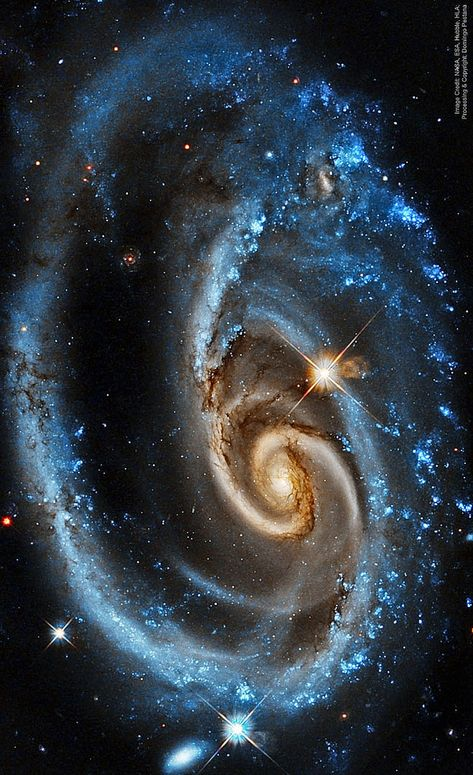 Image Credit: NASA, ESA, Hubble, HLA;
Processing & Copyright: Domingo Pestana